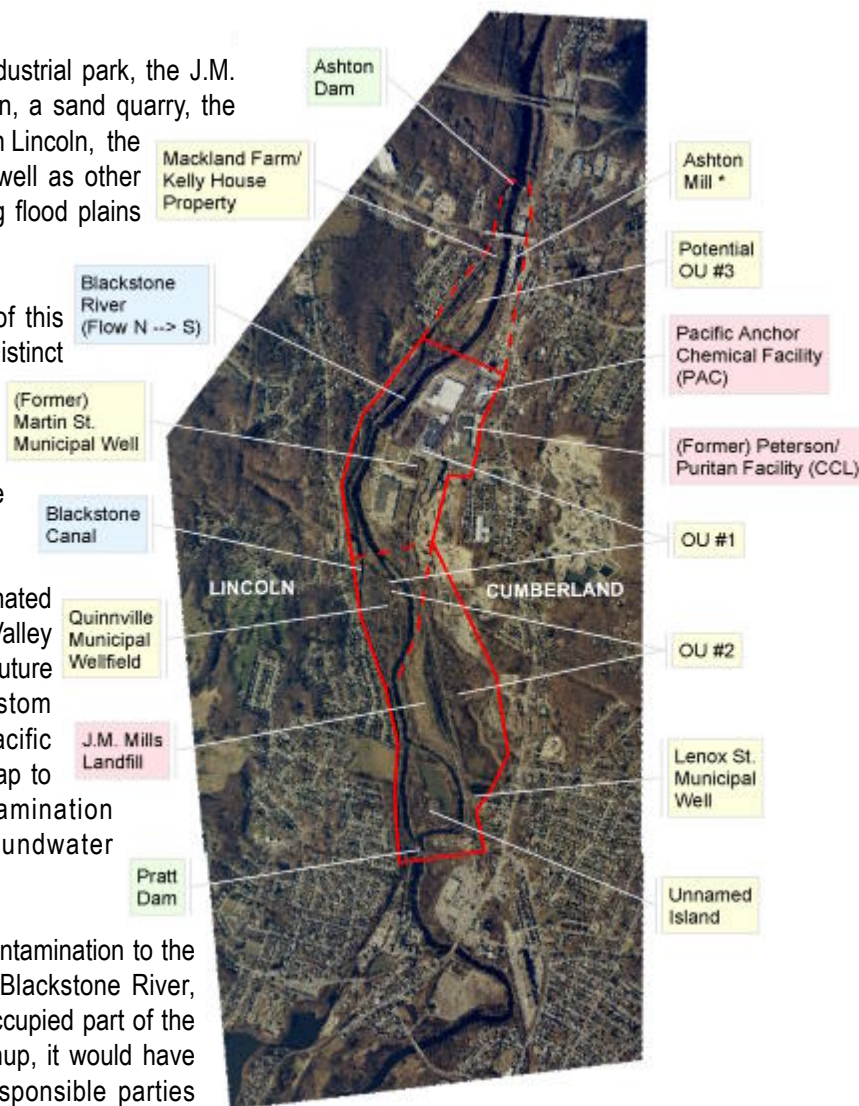 dustrial park, the J.M.
n, a sand quarry, the
n Lincoln, the
well as other
g flood plains
of this
istinct
e
nated
Valley
uture
stom
acific
ap to
amination
undwater
ntamination to the
Blackstone River,
ccupied part of the
nup, it would have
sponsible parties
Ashton
Dam
Mackland Farm/
Kelly House
Property
Blackstone
River
(Flow N --> S)
(Former)
Martin St.
Municipal Well
Blackstone
Canal
LINCOLN
CUMBERLAND
Quinnville
Municipal
Wellfield
J.M. Mills
Landfill
Pratt
Dam
Ashton
Mill *
Potential
OU #3
Pacific Anchor
Chemical Facility
(PAC)
(Former) Peterson/
Puritan Facility (CCL)
OU #1
OU #2
Lenox St.
Municipal
Well
Unnamed
Island